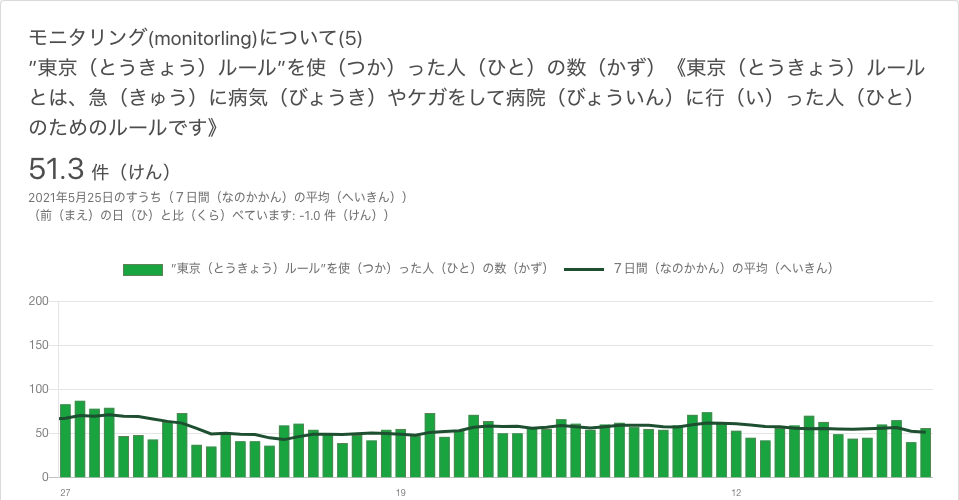 モニタリング(monitorling)について(5)
”東京（とうきょう）ルール”を使（つか）った人（ひと）の数（かず）《東京（とうきょう）ルール
とは、急（きゅう）に病気（びょうき）やケガをして病院（びょういん）に行（い）った人（ひと）
のためのルールです》
51.3 件（けん）
2021年5月25日のすうち（７日間（なのかかん）の平均（へいきん））
（前（まえ）の日（ひ）と比（くら）べています: -1.0 件（けん））
”東京（とうきょう）ルール”を使（つか）った人（ひと）の数（かず） ７日間（なのかかん）の平均（へいきん）
200
150
100
50
0
27 19 12